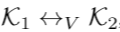 𝒦₁ ↔_V 𝒦₂,